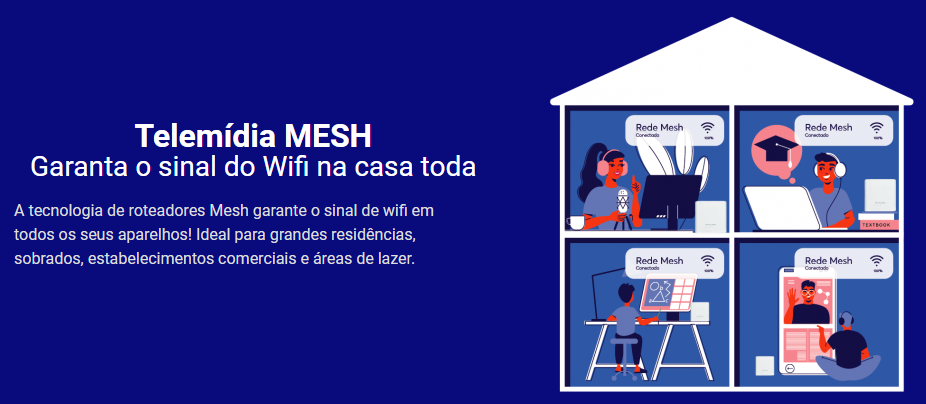 Telemídia MESH
Garanta o sinal do Wifi na casa toda
A tecnologia de roteadores Mesh garante o sinal de wifi em
todos os seus aparelhos! Ideal para grandes residências,
sobrados, estabelecimentos comerciais e áreas de lazer.
Rede Mesh
Conectado
100%
Rede Mesh
Conectado
100%
TEXTBOOK
Rede Mesh
Conectado
100%
Rede Mesh
Conectado
100%